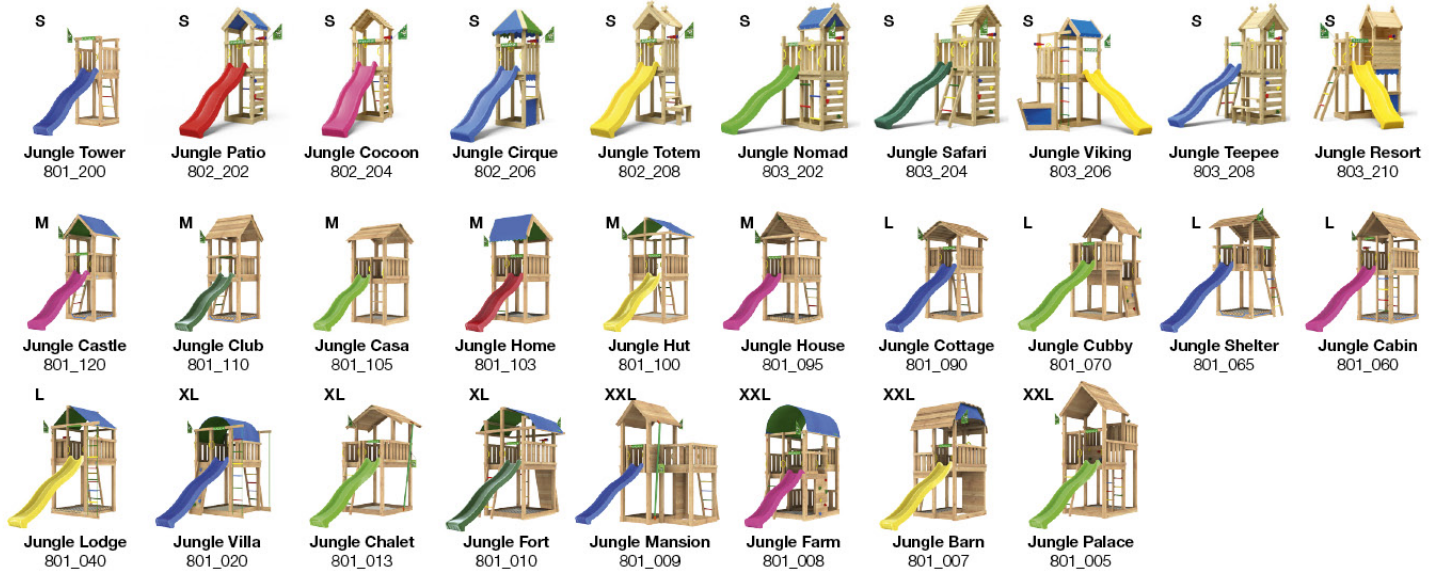 S S S S S S S S S S
Jungle Tower Jungle Patio Jungle Cocoon Jungle Cirque Jungle Totem Jungle Nomad Jungle Safari Jungle Viking Jungle Teepee Jungle Resort
801_200 802_202 802_204 802_206 802_208 803_202 803_204 803_206 803_208 803_210
M M M M M M L L L L
Jungle Castle Jungle Club Jungle Casa Jungle Home Jungle Hut Jungle House Jungle Cottage Jungle Cubby Jungle Shelter Jungle Cabin
801_120 801_110 801_105 801_103 801_100 801_095 801_090 801_070 801_065 801_060
L XL XL XL XXL XXL XXL XXL
Jungle Lodge Jungle Villa Jungle Chalet Jungle Fort Jungle Mansion Jungle Farm Jungle Barn Jungle Palace
801_040 801_020 801_013 801_010 801_009 801_008 801_007 801_005